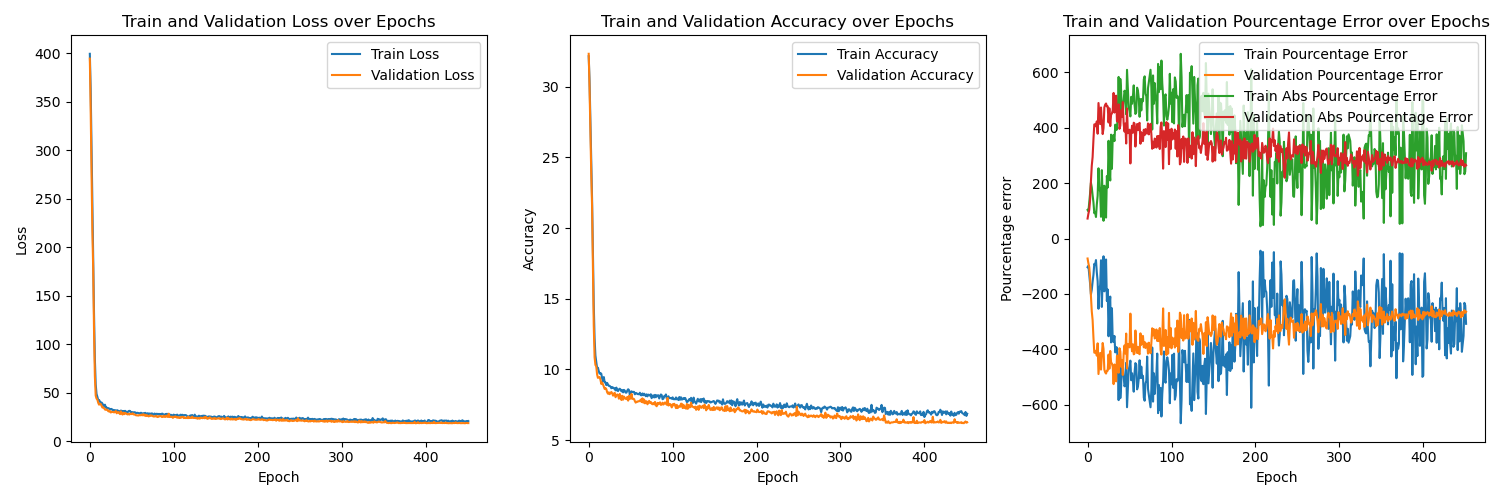 Train and Validation Loss over Epochs
Train Loss
Validation Loss
400
350
300
250
200
150
100
50
0
Loss
0 100 200 300 400
Epoch
Train and Validation Accuracy over Epochs
Train Accuracy
Validation Accuracy
30
25
20
15
10
5
Accuracy
0 100 200 300 400
Epoch
Train and Validation Pourcentage Error over Epochs
Train Pourcentage Error
Validation Pourcentage Error
Train Abs Pourcentage Error
Validation Abs Pourcentage Error
600
400
200
0
−200
−400
−600
Pourcentage error
0 100 200 300 400
Epoch